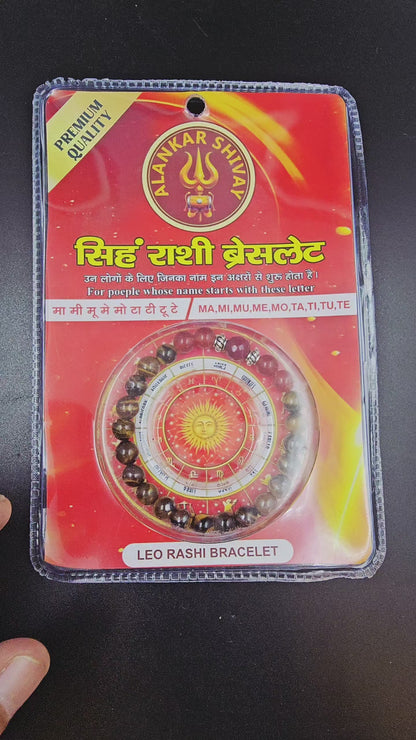 PREMIUM
QUALITY
ALANKAR SHIVAY
सिहं राशी ब्रेसलेट
उन लोगो के लिए जिनका नाम इन अक्षरो से शुरू होता हैं।
For poeple whose name starts with these letter
मा मी मू मे मो टा टी टू टे
MA,MI,MU,ME,MO,TA,TI,TU,TE
LEO RASHI BRACELET